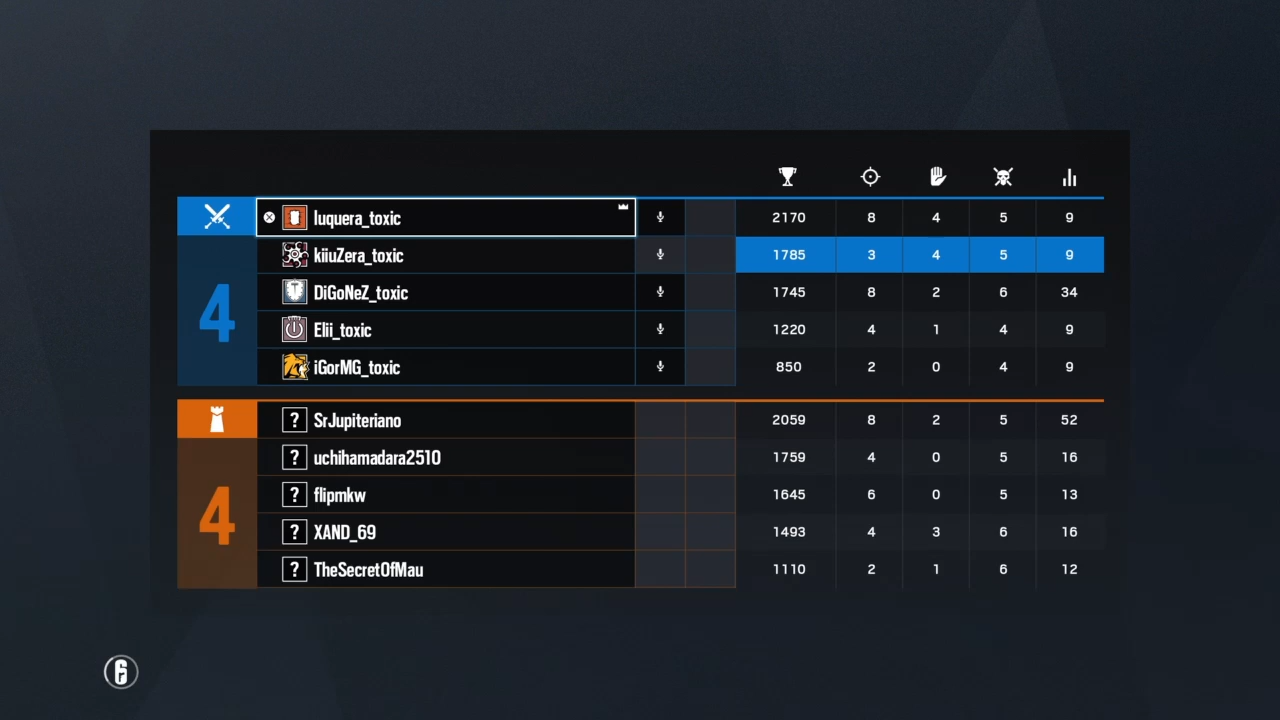 luquera_toxic 2170 8 4 5 9
kiiuZera_toxic 1785 3 4 5 9
4 DiGoNeZ_toxic 1745 8 2 6 34
Elii_toxic 1220 4 1 4 9
iGorMG_toxic 850 2 0 4 9
? SrJupiteriano 2059 8 2 5 52
? uchihamadara2510 1759 4 0 5 16
4 ? flipmkw 1645 6 0 5 13
? XAND_69 1493 4 3 6 16
? TheSecretOfMau 1110 2 1 6 12
6